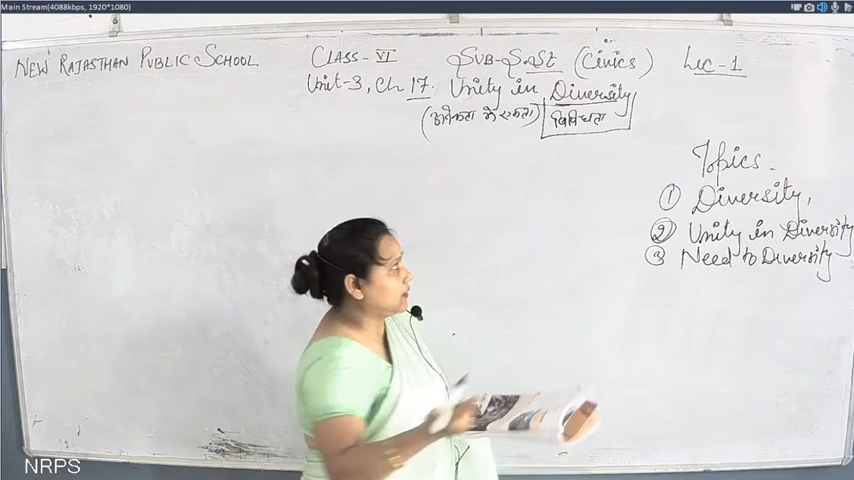 Main Stream(4088kbps, 1920*1080)
NEW RAJASTHAN PUBLIC SCHOOL CLASS-VI SUB-S.St (Civics) Lec-1
Unit-3, Ch 17. Unity in Diversity
(अनेकता में एकता) विविधता
Topics
① Diversity,
② Unity in Diversity
③ Need to Diversity
NRPS